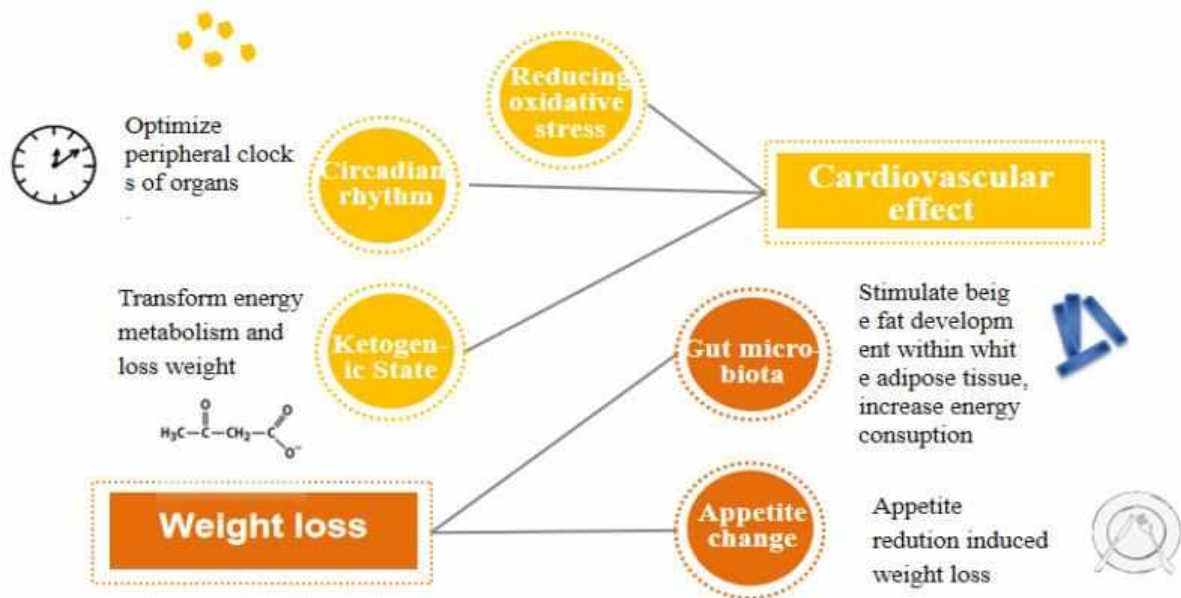 Reducing
oxidative
stress
Optimize
peripheral clock
s of organs
.
Circadian
rhythm
Cardiovascular
effect
Transform energy
metabolism and
loss weight
Ketogen-
ic State
Gut micro-
biota
Stimulate beig
e fat developm
ent within whit
e adipose tissue,
increase energy
consuption
O
O
H₃C–C–CH₂–C
O⁻
Weight loss
Appetite
change
Appetite
redution induced
weight loss